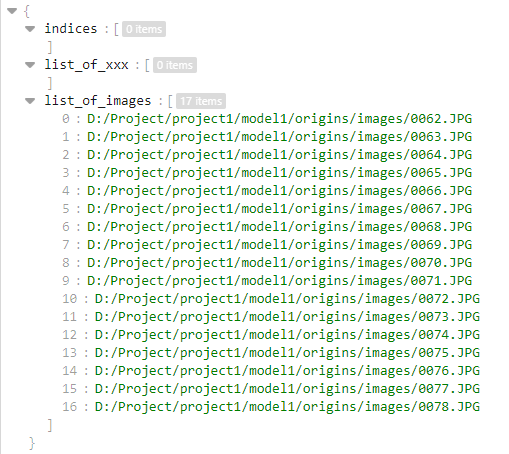 {
indices : [ 0 items
]
list_of_xxx : [ 0 items
]
list_of_images : [ 17 items
0 : D:/Project/project1/model1/origins/images/0062.JPG
1 : D:/Project/project1/model1/origins/images/0063.JPG
2 : D:/Project/project1/model1/origins/images/0064.JPG
3 : D:/Project/project1/model1/origins/images/0065.JPG
4 : D:/Project/project1/model1/origins/images/0066.JPG
5 : D:/Project/project1/model1/origins/images/0067.JPG
6 : D:/Project/project1/model1/origins/images/0068.JPG
7 : D:/Project/project1/model1/origins/images/0069.JPG
8 : D:/Project/project1/model1/origins/images/0070.JPG
9 : D:/Project/project1/model1/origins/images/0071.JPG
10 : D:/Project/project1/model1/origins/images/0072.JPG
11 : D:/Project/project1/model1/origins/images/0073.JPG
12 : D:/Project/project1/model1/origins/images/0074.JPG
13 : D:/Project/project1/model1/origins/images/0075.JPG
14 : D:/Project/project1/model1/origins/images/0076.JPG
15 : D:/Project/project1/model1/origins/images/0077.JPG
16 : D:/Project/project1/model1/origins/images/0078.JPG
]
}